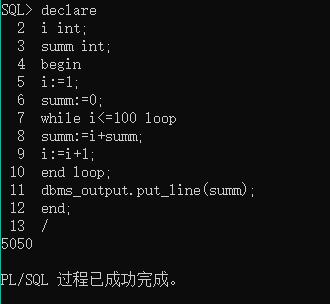 SQL> declare
2 i int;
3 summ int;
4 begin
5 i:=1;
6 summ:=0;
7 while i<=100 loop
8 summ:=i+summ;
9 i:=i+1;
10 end loop;
11 dbms_output.put_line(summ);
12 end;
13 /
5050
PL/SQL 过程已成功完成。